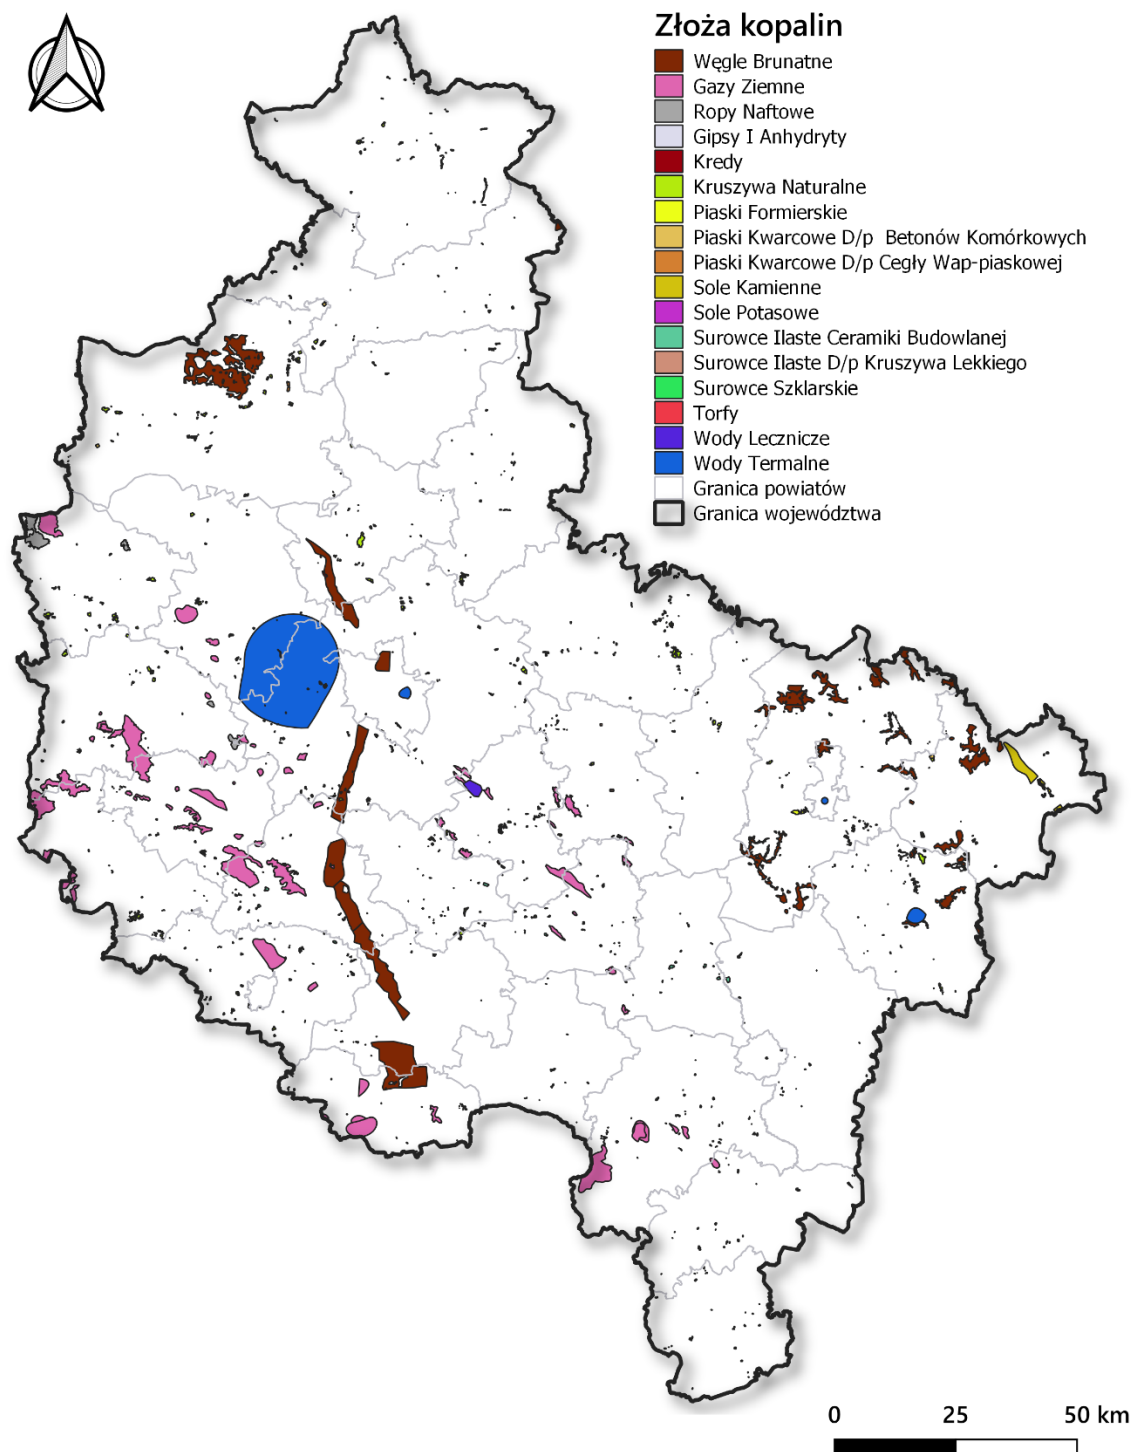 Złoża kopalin
Węgle Brunatne
Gazy Ziemne
Ropy Naftowe
Gipsy I Anhydryty
Kredy
Kruszywa Naturalne
Piaski Formierskie
Piaski Kwarcowe D/p Betonów Komórkowych
Piaski Kwarcowe D/p Cegły Wap-piaskowej
Sole Kamienne
Sole Potasowe
Surowce Ilaste Ceramiki Budowlanej
Surowce Ilaste D/p Kruszywa Lekkiego
Surowce Szklarskie
Torfy
Wody Lecznicze
Wody Termalne
Granica powiatów
Granica województwa
0 25 50 km